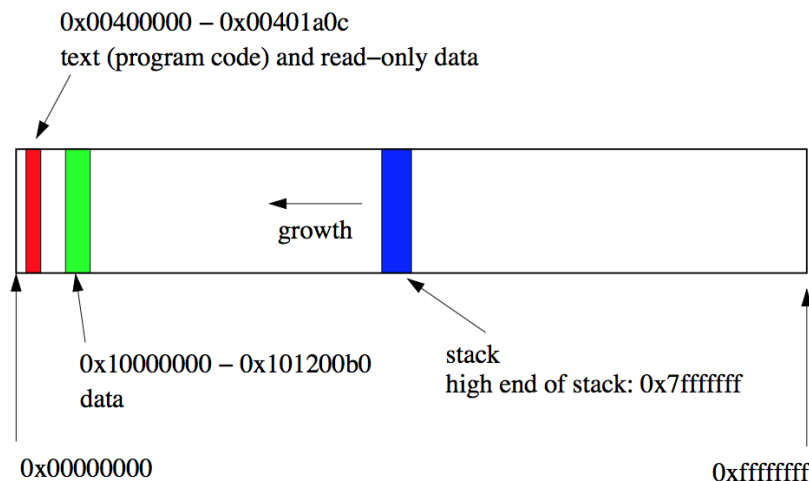 0x00400000 – 0x00401a0c
text (program code) and read–only data
growth
0x10000000 – 0x101200b0
data
stack
high end of stack: 0x7fffffff
0x00000000
0xffffffff